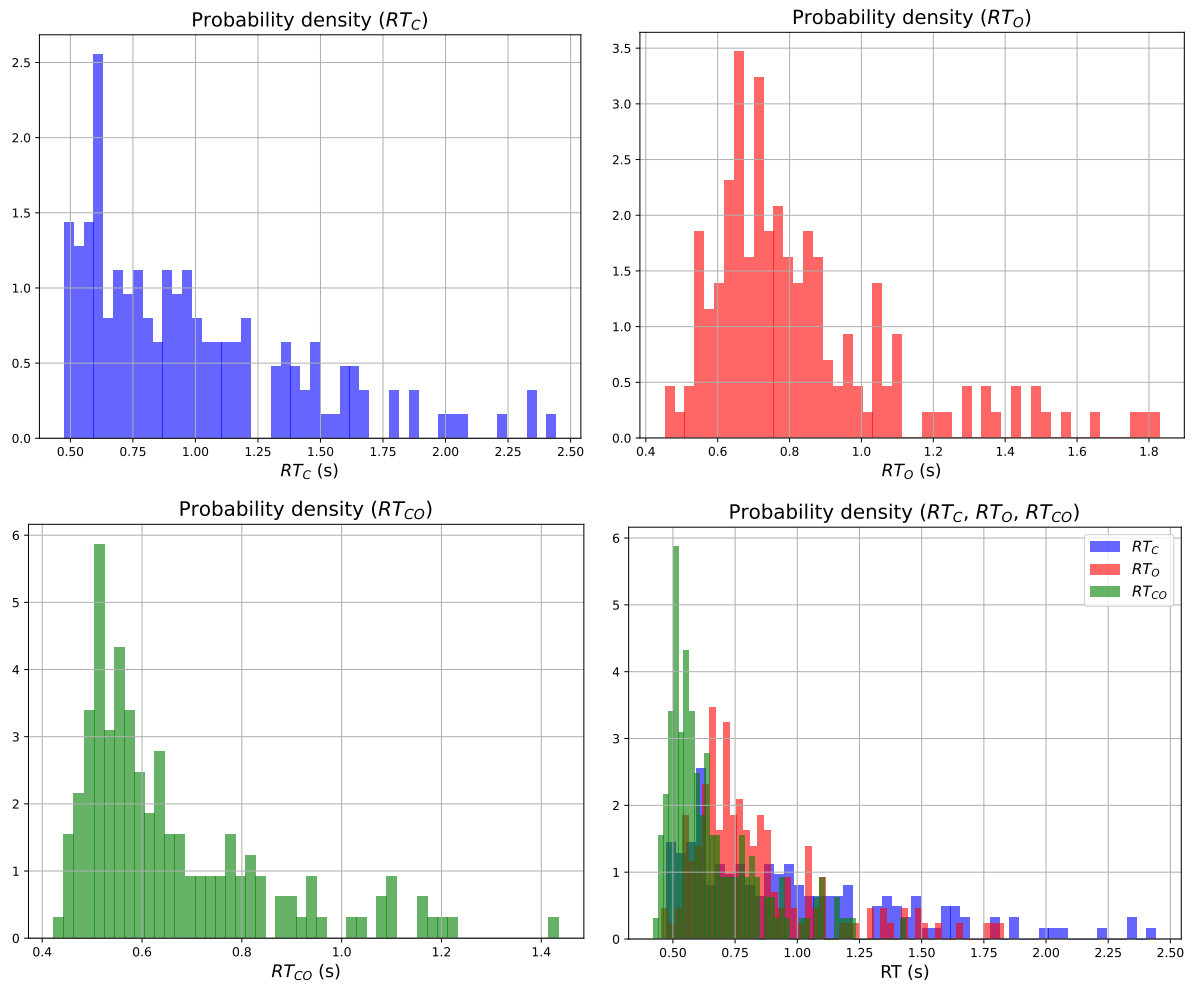 Probability density (RT_C)
2.5
2.0
1.5
1.0
0.5
0.0
0.50 0.75 1.00 1.25 1.50 1.75 2.00 2.25 2.50
RT_C (s)
Probability density (RT_O)
3.5
3.0
2.5
2.0
1.5
1.0
0.5
0.0
0.4 0.6 0.8 1.0 1.2 1.4 1.6 1.8
RT_O (s)
Probability density (RT_CO)
6
5
4
3
2
1
0
0.4 0.6 0.8 1.0 1.2 1.4
RT_CO (s)
Probability density (RT_C, RT_O, RT_CO)
RT_C
RT_O
RT_CO
6
5
4
3
2
1
0
0.50 0.75 1.00 1.25 1.50 1.75 2.00 2.25 2.50
RT (s)